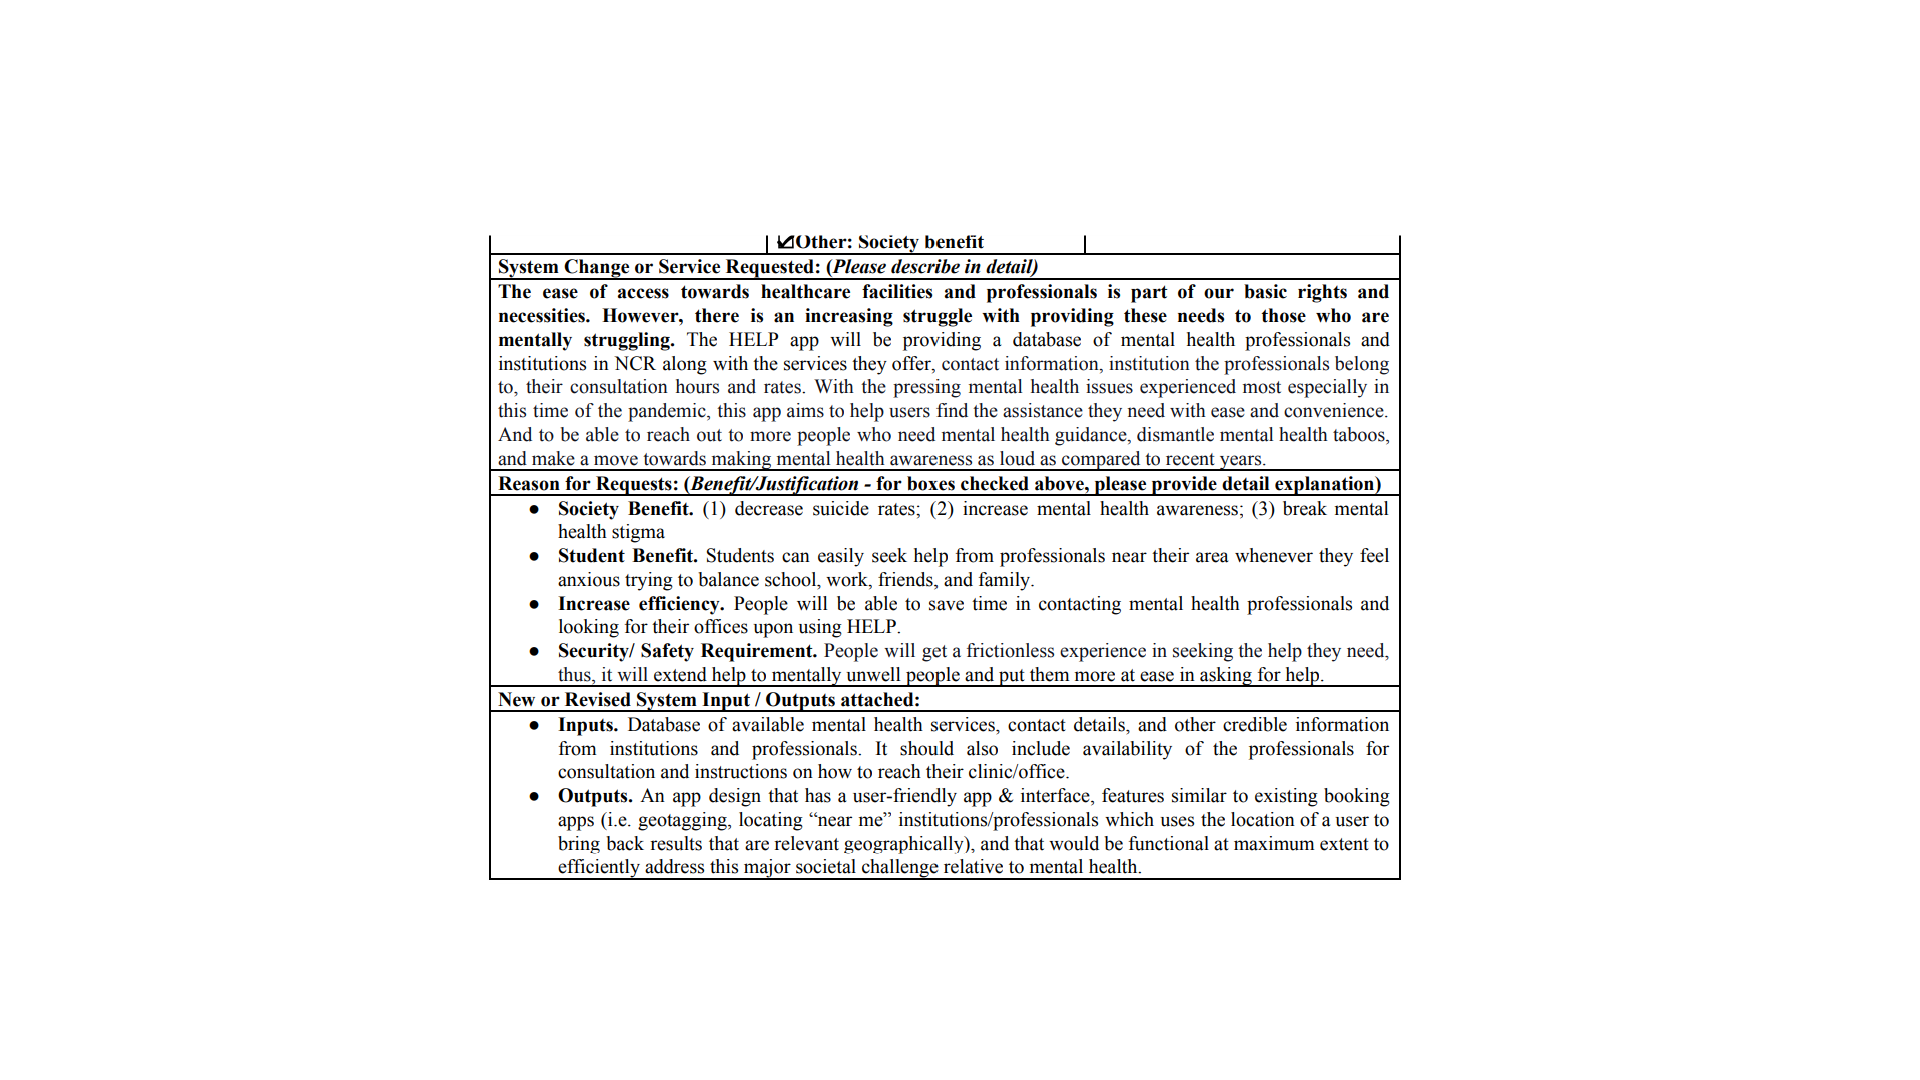 ☑Other: Society benefit
System Change or Service Requested: (Please describe in detail)
The ease of access towards healthcare facilities and professionals is part of our basic rights and
necessities. However, there is an increasing struggle with providing these needs to those who are
mentally struggling. The HELP app will be providing a database of mental health professionals and
institutions in NCR along with the services they offer, contact information, institution the professionals belong
to, their consultation hours and rates. With the pressing mental health issues experienced most especially in
this time of the pandemic, this app aims to help users find the assistance they need with ease and convenience.
And to be able to reach out to more people who need mental health guidance, dismantle mental health taboos,
and make a move towards making mental health awareness as loud as compared to recent years.
Reason for Requests: (Benefit/Justification - for boxes checked above, please provide detail explanation)
● Society Benefit. (1) decrease suicide rates; (2) increase mental health awareness; (3) break mental
health stigma
● Student Benefit. Students can easily seek help from professionals near their area whenever they feel
anxious trying to balance school, work, friends, and family.
● Increase efficiency. People will be able to save time in contacting mental health professionals and
looking for their offices upon using HELP.
● Security/ Safety Requirement. People will get a frictionless experience in seeking the help they need,
thus, it will extend help to mentally unwell people and put them more at ease in asking for help.
New or Revised System Input / Outputs attached:
● Inputs. Database of available mental health services, contact details, and other credible information
from institutions and professionals. It should also include availability of the professionals for
consultation and instructions on how to reach their clinic/office.
● Outputs. An app design that has a user-friendly app & interface, features similar to existing booking
apps (i.e. geotagging, locating “near me” institutions/professionals which uses the location of a user to
bring back results that are relevant geographically), and that would be functional at maximum extent to
efficiently address this major societal challenge relative to mental health.